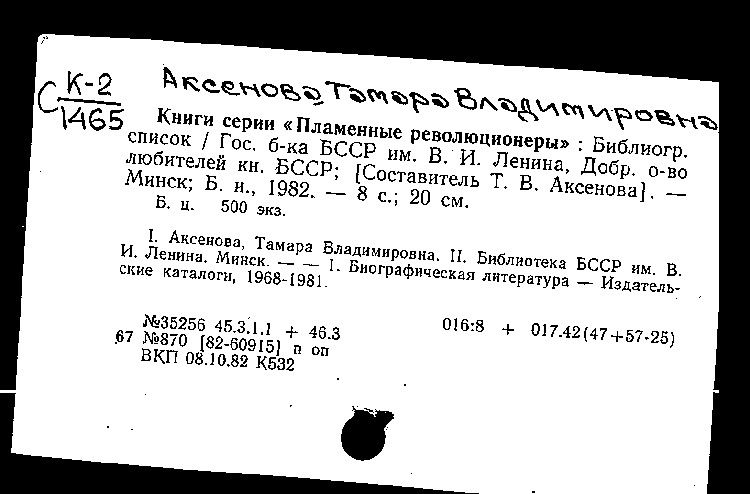 Аксенова Тамара Владимировна
С К-2
1465
Книги серии «Пламенные революционеры» : Библиогр.
список / Гос. б-ка БССР им. В. И. Ленина, Добр. о-во
любителей кн. БССР; [Составитель Т. В. Аксенова]. —
Минск; Б. и., 1982. — 8 с.; 20 см.
Б. ц. 500 экз.
I. Аксенова, Тамара Владимировна. II. Библиотека БССР им. В.
И. Ленина. Минск. — — 1. Биографическая литература — Издатель-
ские каталоги, 1968-1981.
№35256 45.3.1.1 + 46.3 016:8 + 017.42(47+57-25)
67 №870 [82-60915] п оп
ВКП 08.10.82 К532